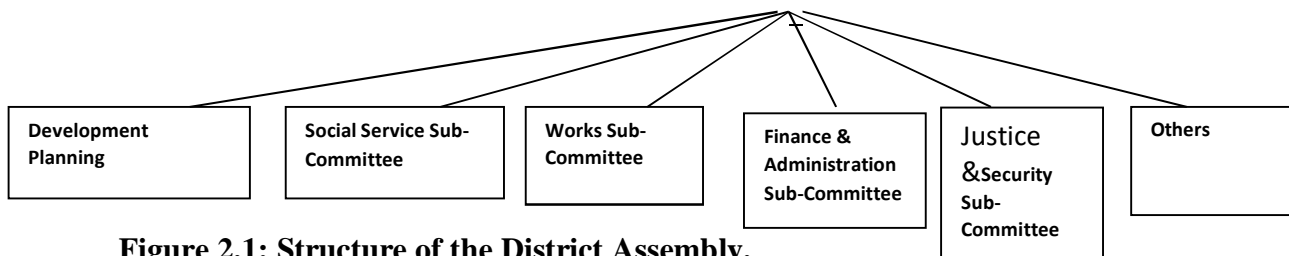 Development
Planning
Social Service Sub-
Committee
Works Sub-
Committee
Finance &
Administration
Sub-Committee
Justice
&Security
Sub-
Committee
Others
Figure 2.1: Structure of the District Assembly.